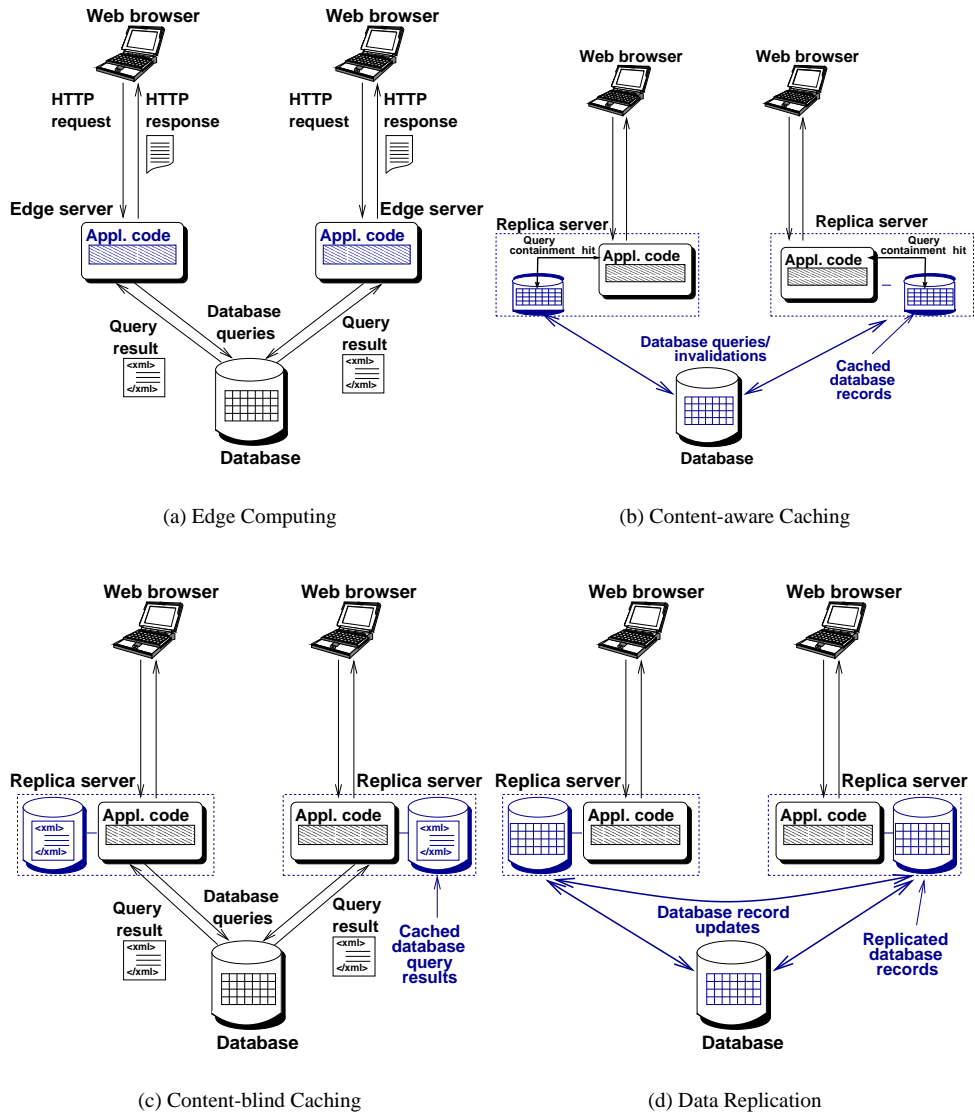 Web browser
Web browser
HTTP
request
HTTP
response
HTTP
request
HTTP
response
Edge server
Edge server
Appl. code
Appl. code
Database
queries
Query
result
<xml>
</xml>
Query
result
<xml>
</xml>
Database
(a) Edge Computing
Web browser
Web browser
Replica server
Replica server
Query
containment hit
Appl. code
Appl. code
Query
containment hit
Database queries/
invalidations
Cached
database
records
Database
(b) Content-aware Caching
Web browser
Web browser
Replica server
Replica server
<xml>
</xml>
Appl. code
Appl. code
<xml>
</xml>
Database
queries
Query
result
<xml>
</xml>
Query
result
<xml>
</xml>
Cached
database
query
results
Database
(c) Content-blind Caching
Web browser
Web browser
Replica server
Replica server
Appl. code
Appl. code
Database record
updates
Replicated
database
records
Database
(d) Data Replication